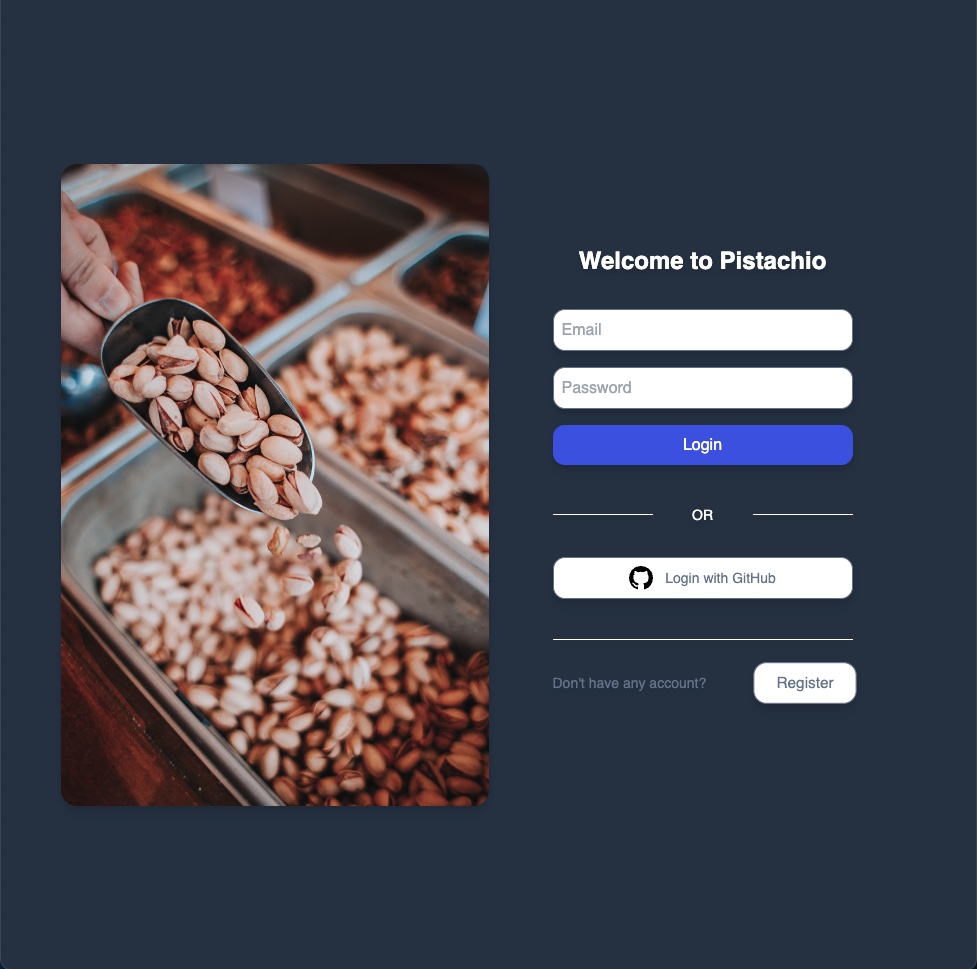 Welcome to Pistachio
Email
Password
Login
OR
Login with GitHub
Don't have any account?
Register